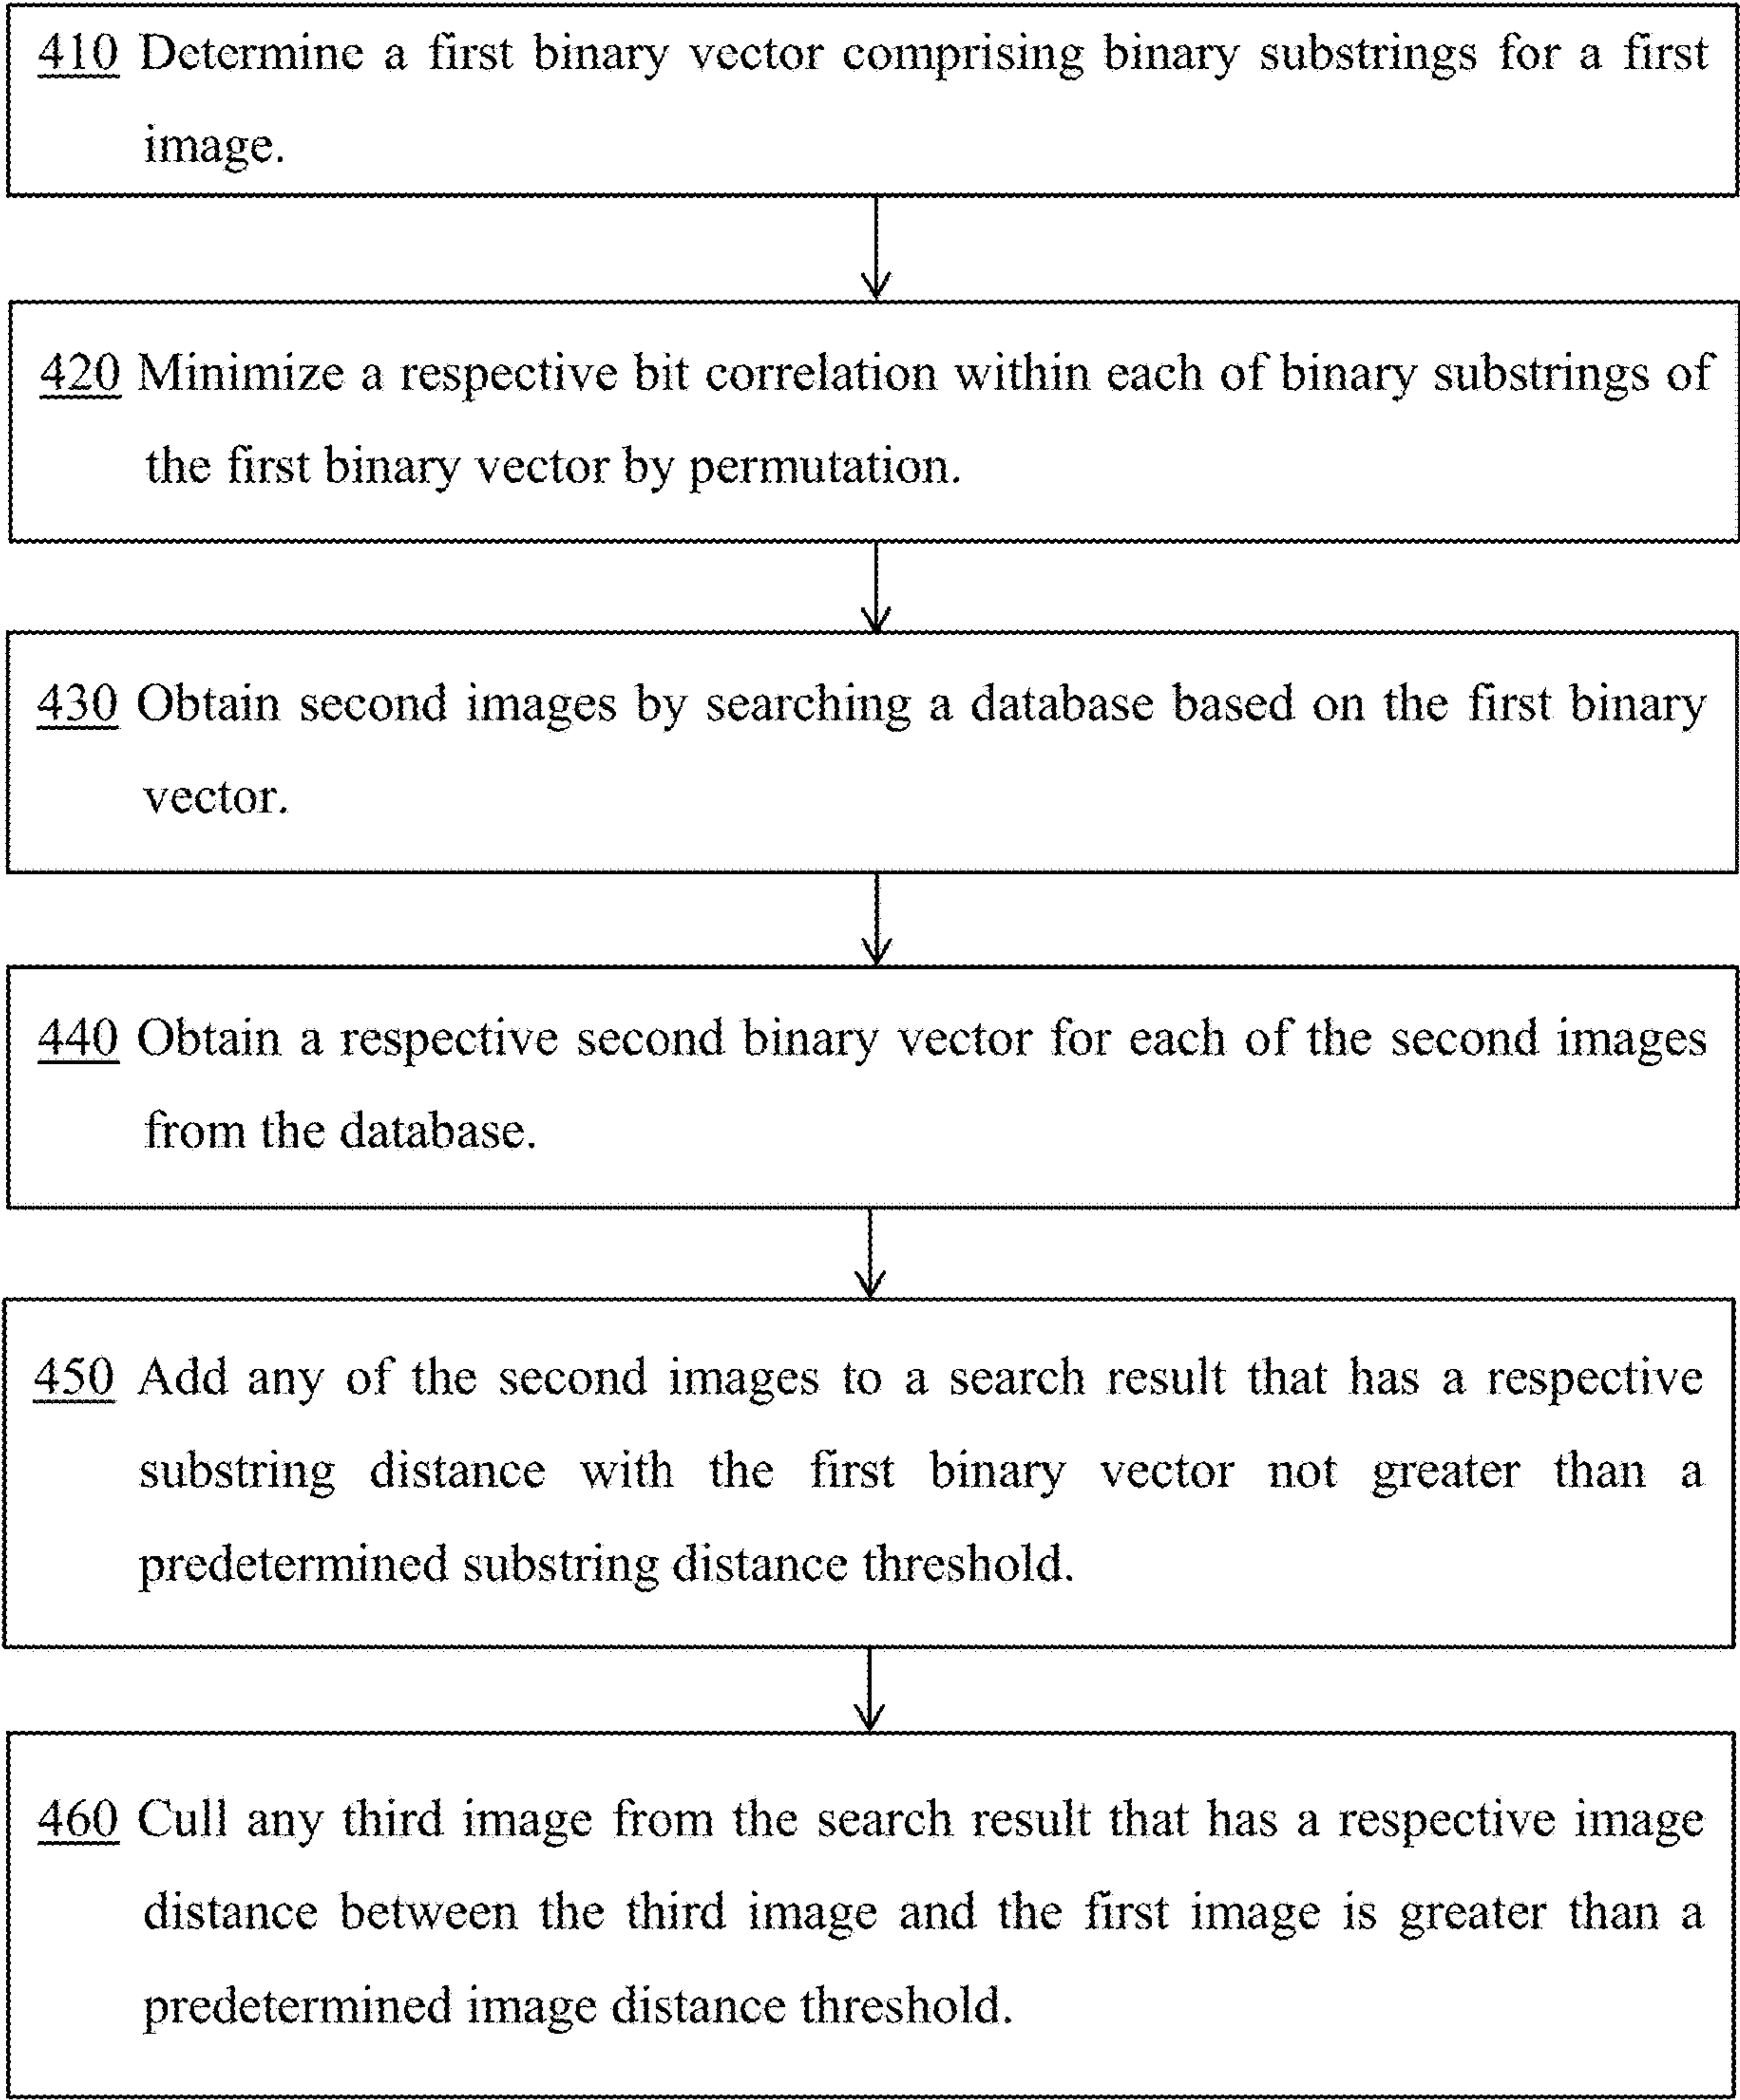 410 Determine a first binary vector comprising binary substrings for a first
image.
420 Minimize a respective bit correlation within each of binary substrings of
the first binary vector by permutation.
430 Obtain second images by searching a database based on the first binary
vector.
440 Obtain a respective second binary vector for each of the second images
from the database.
450 Add any of the second images to a search result that has a respective
substring distance with the first binary vector not greater than a
predetermined substring distance threshold.
460 Cull any third image from the search result that has a respective image
distance between the third image and the first image is greater than a
predetermined image distance threshold.